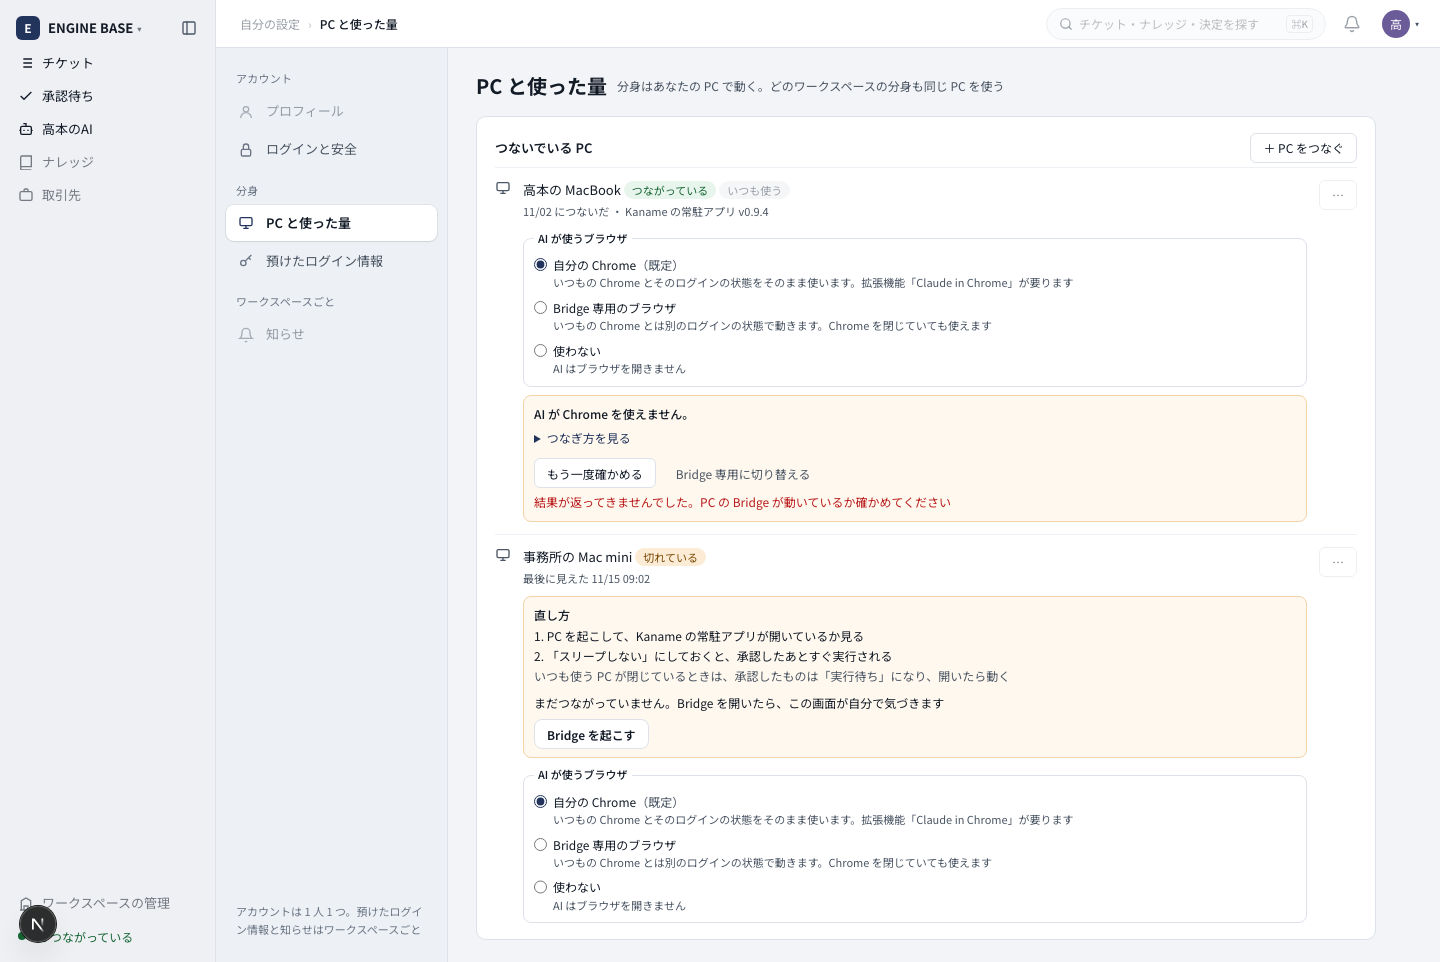 E ENGINE BASE
チケット
承認待ち
高本のAI
ナレッジ
取引先
ワークスペースの管理
N
つながっている
自分の設定 › PC と使った量
チケット・ナレッジ・決定を探す ⌘K
高
アカウント
プロフィール
ログインと安全
分身
PC と使った量
預けたログイン情報
ワークスペースごと
知らせ
アカウントは 1 人 1 つ。預けたログイ
ン情報と知らせはワークスペースごと
PC と使った量 分身はあなたの PC で動く。どのワークスペースの分身も同じ PC を使う
つないでいる PC
＋ PC をつなぐ
高本の MacBook つながっている いつも使う
…
11/02 につないだ ・ Kaname の常駐アプリ v0.9.4
AI が使うブラウザ
自分の Chrome（既定）
いつもの Chrome とそのログインの状態をそのまま使います。拡張機能「Claude in Chrome」が要ります
Bridge 専用のブラウザ
いつもの Chrome とは別のログインの状態で動きます。Chrome を閉じていても使えます
使わない
AI はブラウザを開きません
AI が Chrome を使えません。
つなぎ方を見る
もう一度確かめる Bridge 専用に切り替える
結果が返ってきませんでした。PC の Bridge が動いているか確かめてください
事務所の Mac mini 切れている
…
最後に見えた 11/15 09:02
直し方
1. PC を起こして、Kaname の常駐アプリが開いているか見る
2. 「スリープしない」にしておくと、承認したあとすぐ実行される
いつも使う PC が閉じているときは、承認したものは「実行待ち」になり、開いたら動く
まだつながっていません。Bridge を開いたら、この画面が自分で気づきます
Bridge を起こす
AI が使うブラウザ
自分の Chrome（既定）
いつもの Chrome とそのログインの状態をそのまま使います。拡張機能「Claude in Chrome」が要ります
Bridge 専用のブラウザ
いつもの Chrome とは別のログインの状態で動きます。Chrome を閉じていても使えます
使わない
AI はブラウザを開きません